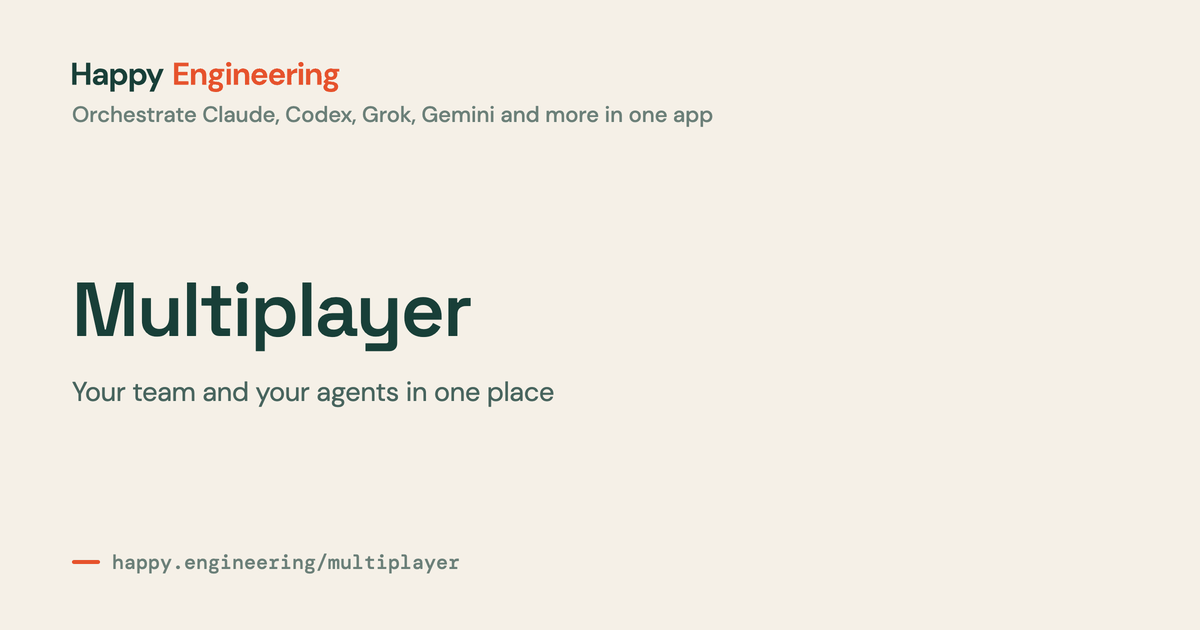 Happy Engineering
Orchestrate Claude, Codex, Grok, Gemini and more in one app
Multiplayer
Your team and your agents in one place
happy.engineering/multiplayer